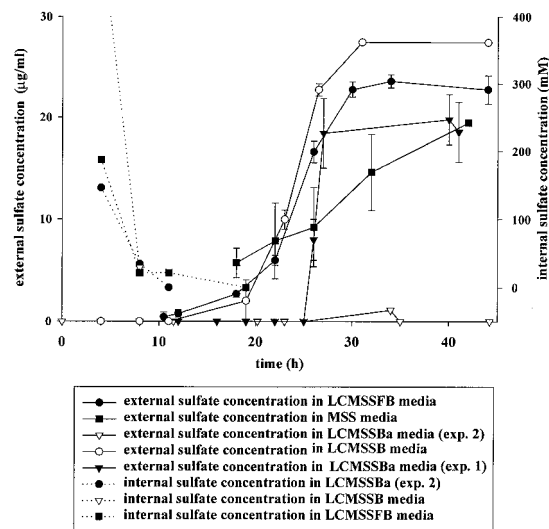 30
20
10
0
external sulfate concentration (µg/ml)
400
300
200
100
0
internal sulfate concentration (mM)
0 10 20 30 40
time (h)
external sulfate concentration in LCMSSFB media
external sulfate concentration in MSS media
external sulfate concentration in LCMSSBa media (exp. 2)
external sulfate concentration in LCMSSB media
external sulfate concentration in LCMSSBa media (exp. 1)
internal sulfate concentration in LCMSSBa (exp. 2)
internal sulfate concentration in LCMSSB media
internal sulfate concentration in LCMSSFB media